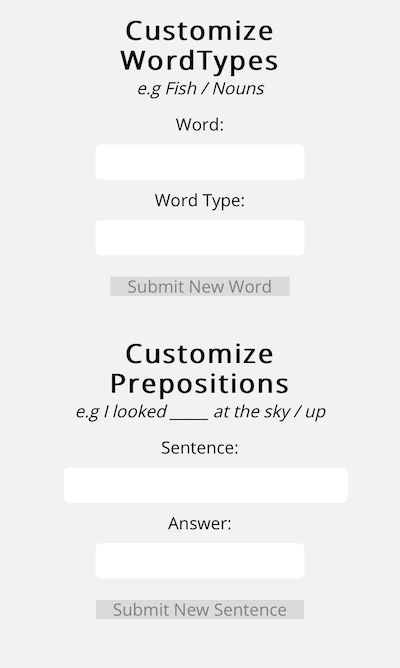 Customize
WordTypes
e.g Fish / Nouns
Word:
Word Type:
Submit New Word
Customize
Prepositions
e.g I looked _____ at the sky / up
Sentence:
Answer:
Submit New Sentence